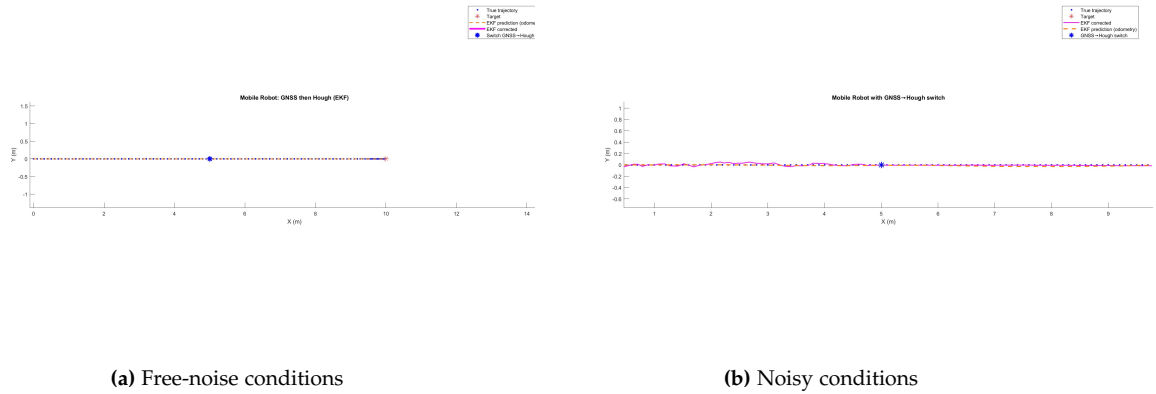 True trajectory
Target
EKF prediction (odome
EKF corrected
Switch GNSS→Hough
Mobile Robot: GNSS then Hough (EKF)
Y (m)
1.5
1
0.5
0
-0.5
-1
0 2 4 6 8 10 12 14
X (m)
(a) Free-noise conditions
True trajectory
Target
EKF corrected
EKF prediction (odometry)
GNSS→Hough switch
Mobile Robot with GNSS→Hough switch
Y (m)
1
0.8
0.6
0.4
0.2
0
-0.2
-0.4
-0.6
1 2 3 4 5 6 7 8 9
X (m)
(b) Noisy conditions